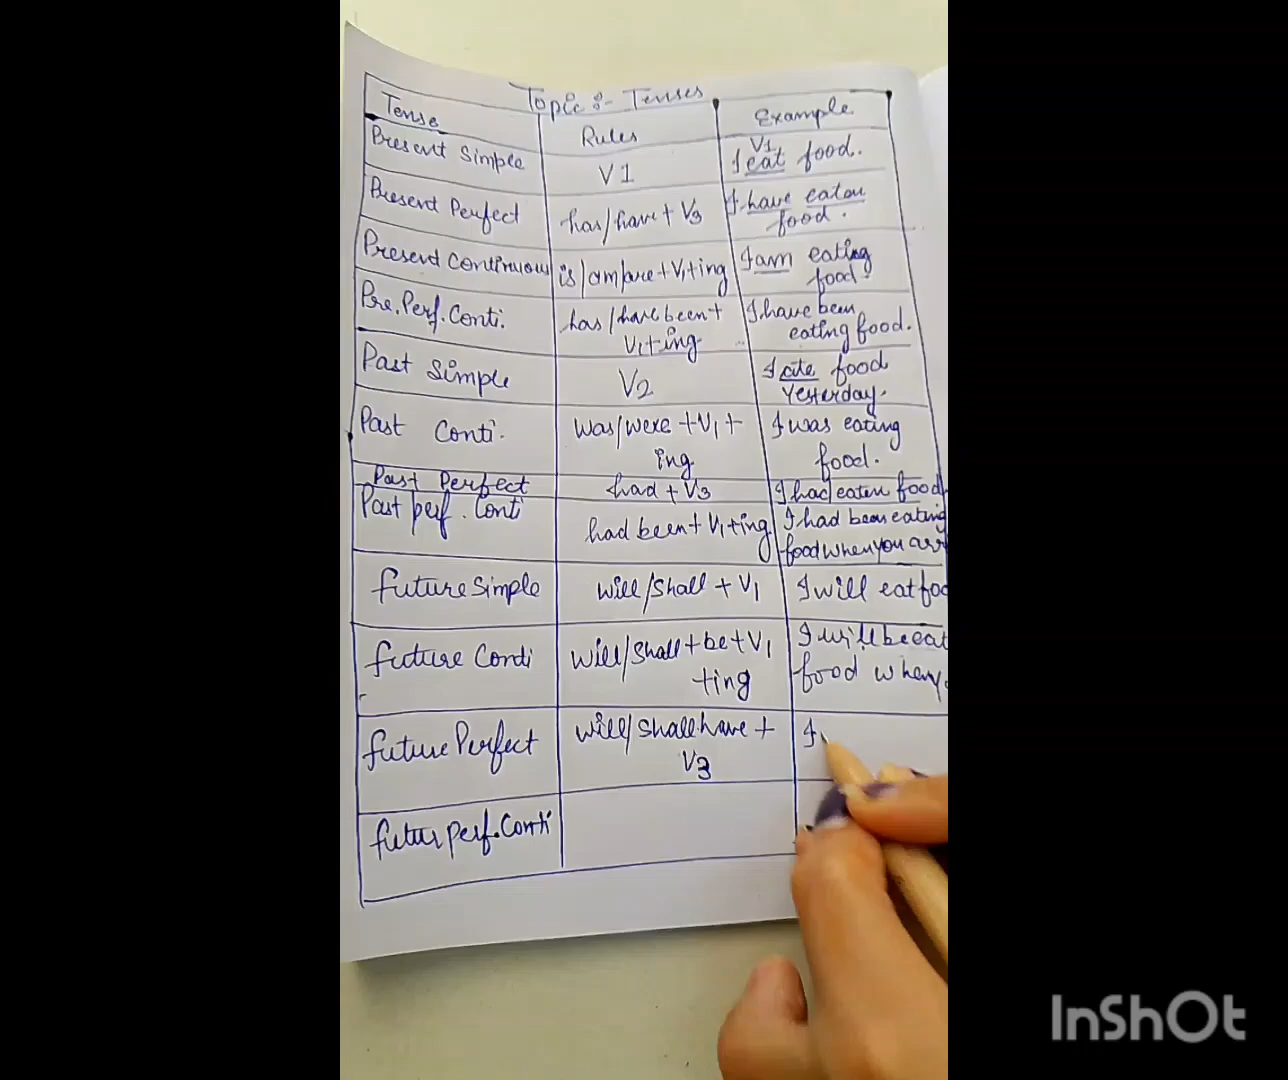 Topic :- Tenses
Tense
Rules
Example
Present Simple
V1
V1
I eat food.
Present Perfect
has/have + V3
I have eaten
food.
Present Continuous
is/am/are + V1 + ing
I am eating
food.
Pre. Perf. Conti.
has/have been +
V1 + ing
I have been
eating food.
Past Simple
V2
I ate food
Yesterday.
Past Conti.
was/were + V1 +
ing
I was eating
food.
Past Perfect
had + V3
I had eaten food
Past perf. Conti
had been + V1 + ing
I had been eating
food when you arr
future Simple
will/shall + V1
I will eat foo
future Conti
will/shall + be + V1
+ing
I will be eat
food when y
future Perfect
will/shall have +
V3
I
futur perf. Conti
InShOt